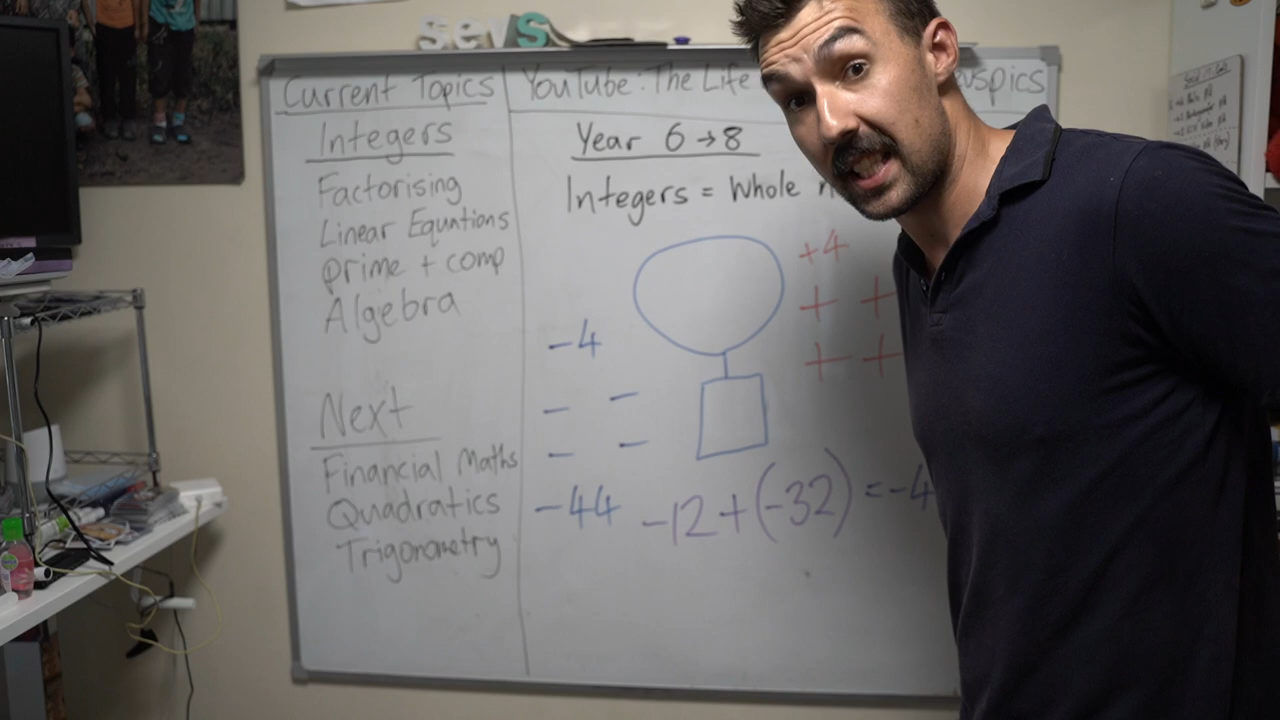 sevs
Current Topics
Integers
Factorising
Linear Equations
prime + comp
Algebra
Next
Financial Maths
Quadratics
Trigonometry
YouTube: The Life
vspics
Year 6 → 8
Integers = Whole n
+4
+ +
+ +
-4
- -
- -
-44
-12 + (-32) = -4